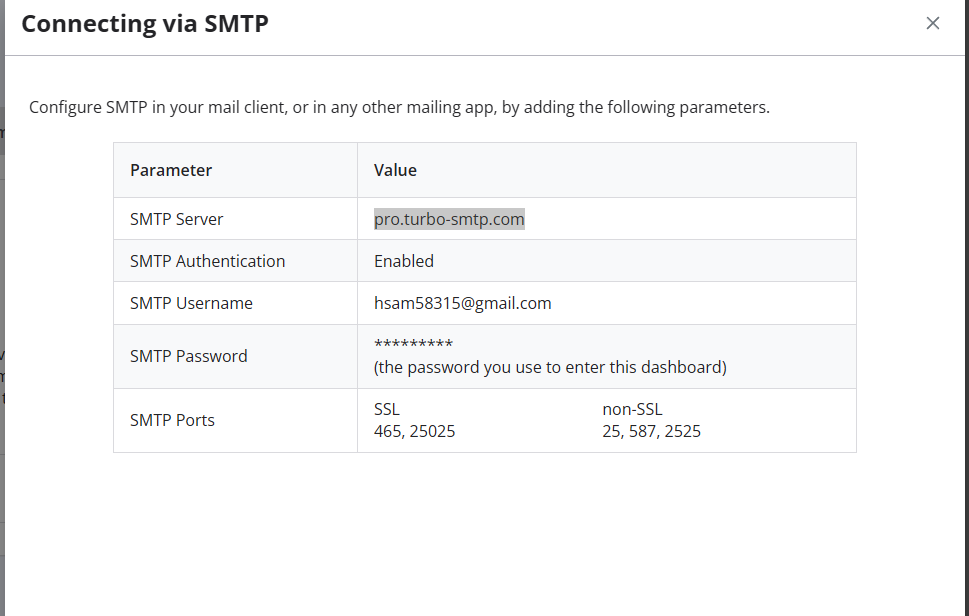 Connecting via SMTP
Configure SMTP in your mail client, or in any other mailing app, by adding the following parameters.
Parameter Value
SMTP Server pro.turbo-smtp.com
SMTP Authentication Enabled
SMTP Username hsam58315@gmail.com
SMTP Password *********
(the password you use to enter this dashboard)
SMTP Ports
SSL non-SSL
465, 25025 25, 587, 2525